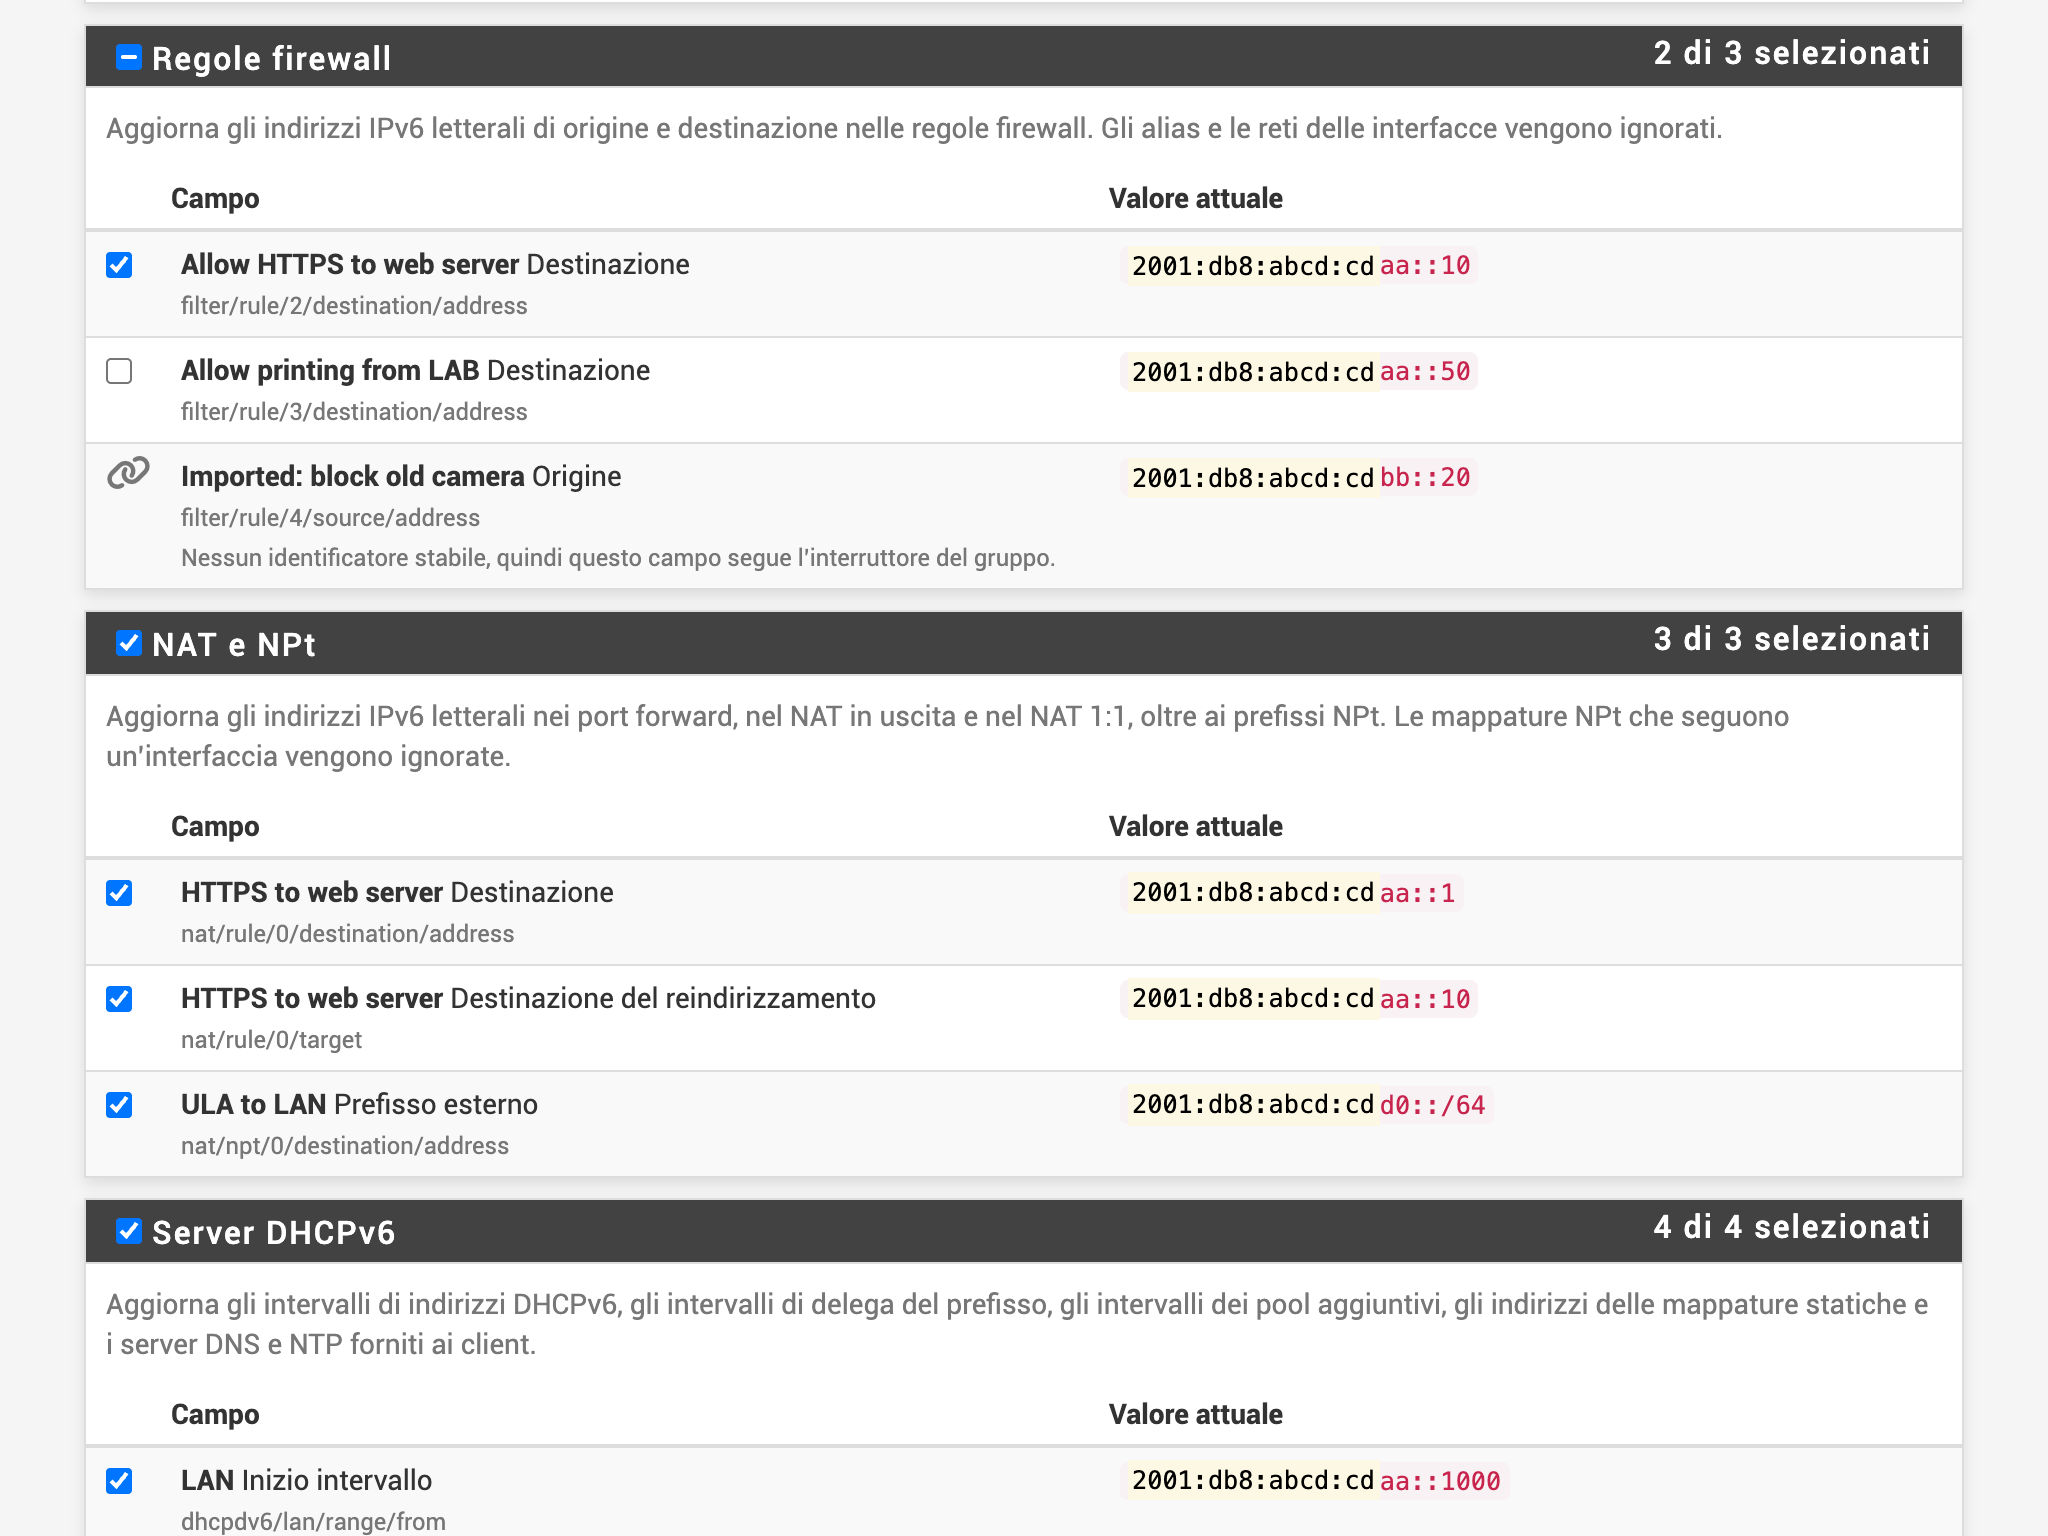 Regole firewall
2 di 3 selezionati
Aggiorna gli indirizzi IPv6 letterali di origine e destinazione nelle regole firewall. Gli alias e le reti delle interfacce vengono ignorati.
Campo Valore attuale
Allow HTTPS to web server Destinazione 2001:db8:abcd:cdaa::10
filter/rule/2/destination/address
Allow printing from LAB Destinazione 2001:db8:abcd:cdaa::50
filter/rule/3/destination/address
Imported: block old camera Origine 2001:db8:abcd:cdbb::20
filter/rule/4/source/address
Nessun identificatore stabile, quindi questo campo segue l'interruttore del gruppo.
NAT e NPt
3 di 3 selezionati
Aggiorna gli indirizzi IPv6 letterali nei port forward, nel NAT in uscita e nel NAT 1:1, oltre ai prefissi NPt. Le mappature NPt che seguono
un'interfaccia vengono ignorate.
Campo Valore attuale
HTTPS to web server Destinazione 2001:db8:abcd:cdaa::1
nat/rule/0/destination/address
HTTPS to web server Destinazione del reindirizzamento 2001:db8:abcd:cdaa::10
nat/rule/0/target
ULA to LAN Prefisso esterno 2001:db8:abcd:cdd0::/64
nat/npt/0/destination/address
Server DHCPv6
4 di 4 selezionati
Aggiorna gli intervalli di indirizzi DHCPv6, gli intervalli di delega del prefisso, gli intervalli dei pool aggiuntivi, gli indirizzi delle mappature statiche e
i server DNS e NTP forniti ai client.
Campo Valore attuale
LAN Inizio intervallo 2001:db8:abcd:cdaa::1000
dhcpdv6/lan/range/from